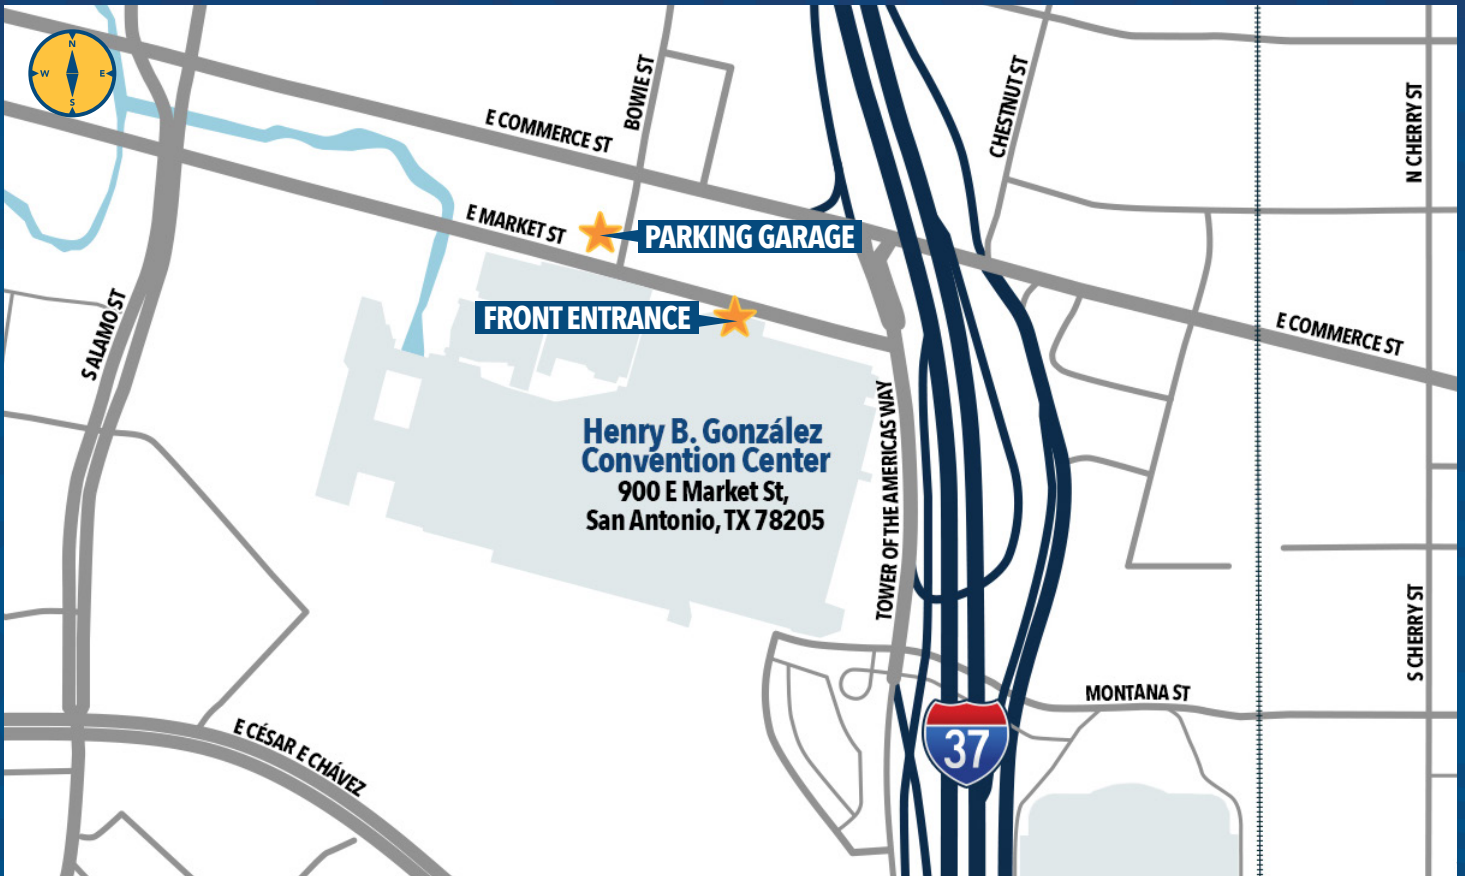 N
W E
S
E COMMERCE ST
BOWIE ST
CHESTNUT ST
N CHERRY ST
E MARKET ST
PARKING GARAGE
FRONT ENTRANCE
S ALAMO ST
E COMMERCE ST
Henry B. González
Convention Center
900 E Market St,
San Antonio, TX 78205
TOWER OF THE AMERICAS WAY
S CHERRY ST
MONTANA ST
E CÉSAR E CHÁVEZ
37